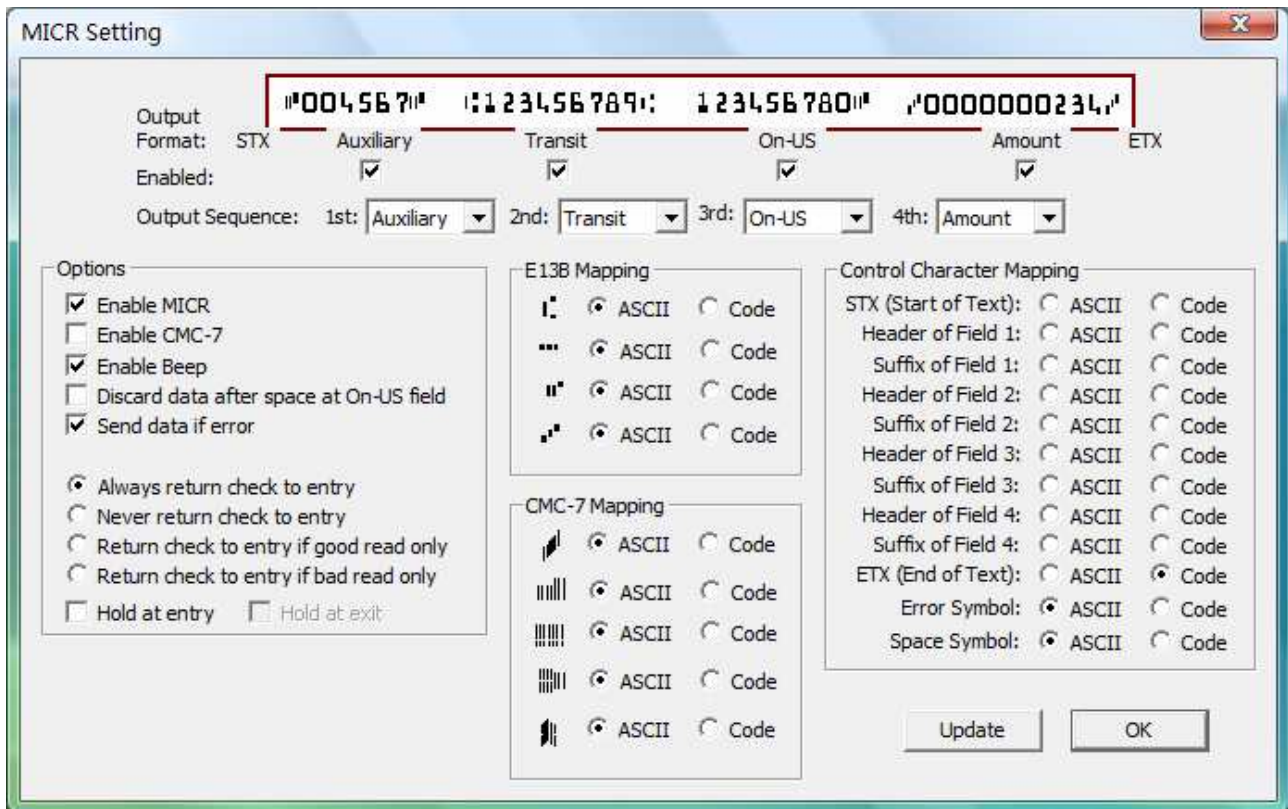 MICR Setting
⑈004567⑈ ⑆123456789⑆ 123456780⑈ ⑇0000000234⑇
Output
Format: STX Auxiliary Transit On-US Amount ETX
Enabled:
Output Sequence: 1st: Auxiliary 2nd: Transit 3rd: On-US 4th: Amount
Options
Enable MICR
Enable CMC-7
Enable Beep
Discard data after space at On-US field
Send data if error
Always return check to entry
Never return check to entry
Return check to entry if good read only
Return check to entry if bad read only
Hold at entry Hold at exit
E13B Mapping
⑆ ASCII Code
⑉ ASCII Code
⑈ ASCII Code
⑇ ASCII Code
CMC-7 Mapping
ASCII Code
ASCII Code
ASCII Code
ASCII Code
ASCII Code
Control Character Mapping
STX (Start of Text): ASCII Code
Header of Field 1: ASCII Code
Suffix of Field 1: ASCII Code
Header of Field 2: ASCII Code
Suffix of Field 2: ASCII Code
Header of Field 3: ASCII Code
Suffix of Field 3: ASCII Code
Header of Field 4: ASCII Code
Suffix of Field 4: ASCII Code
ETX (End of Text): ASCII Code
Error Symbol: ASCII Code
Space Symbol: ASCII Code
Update OK